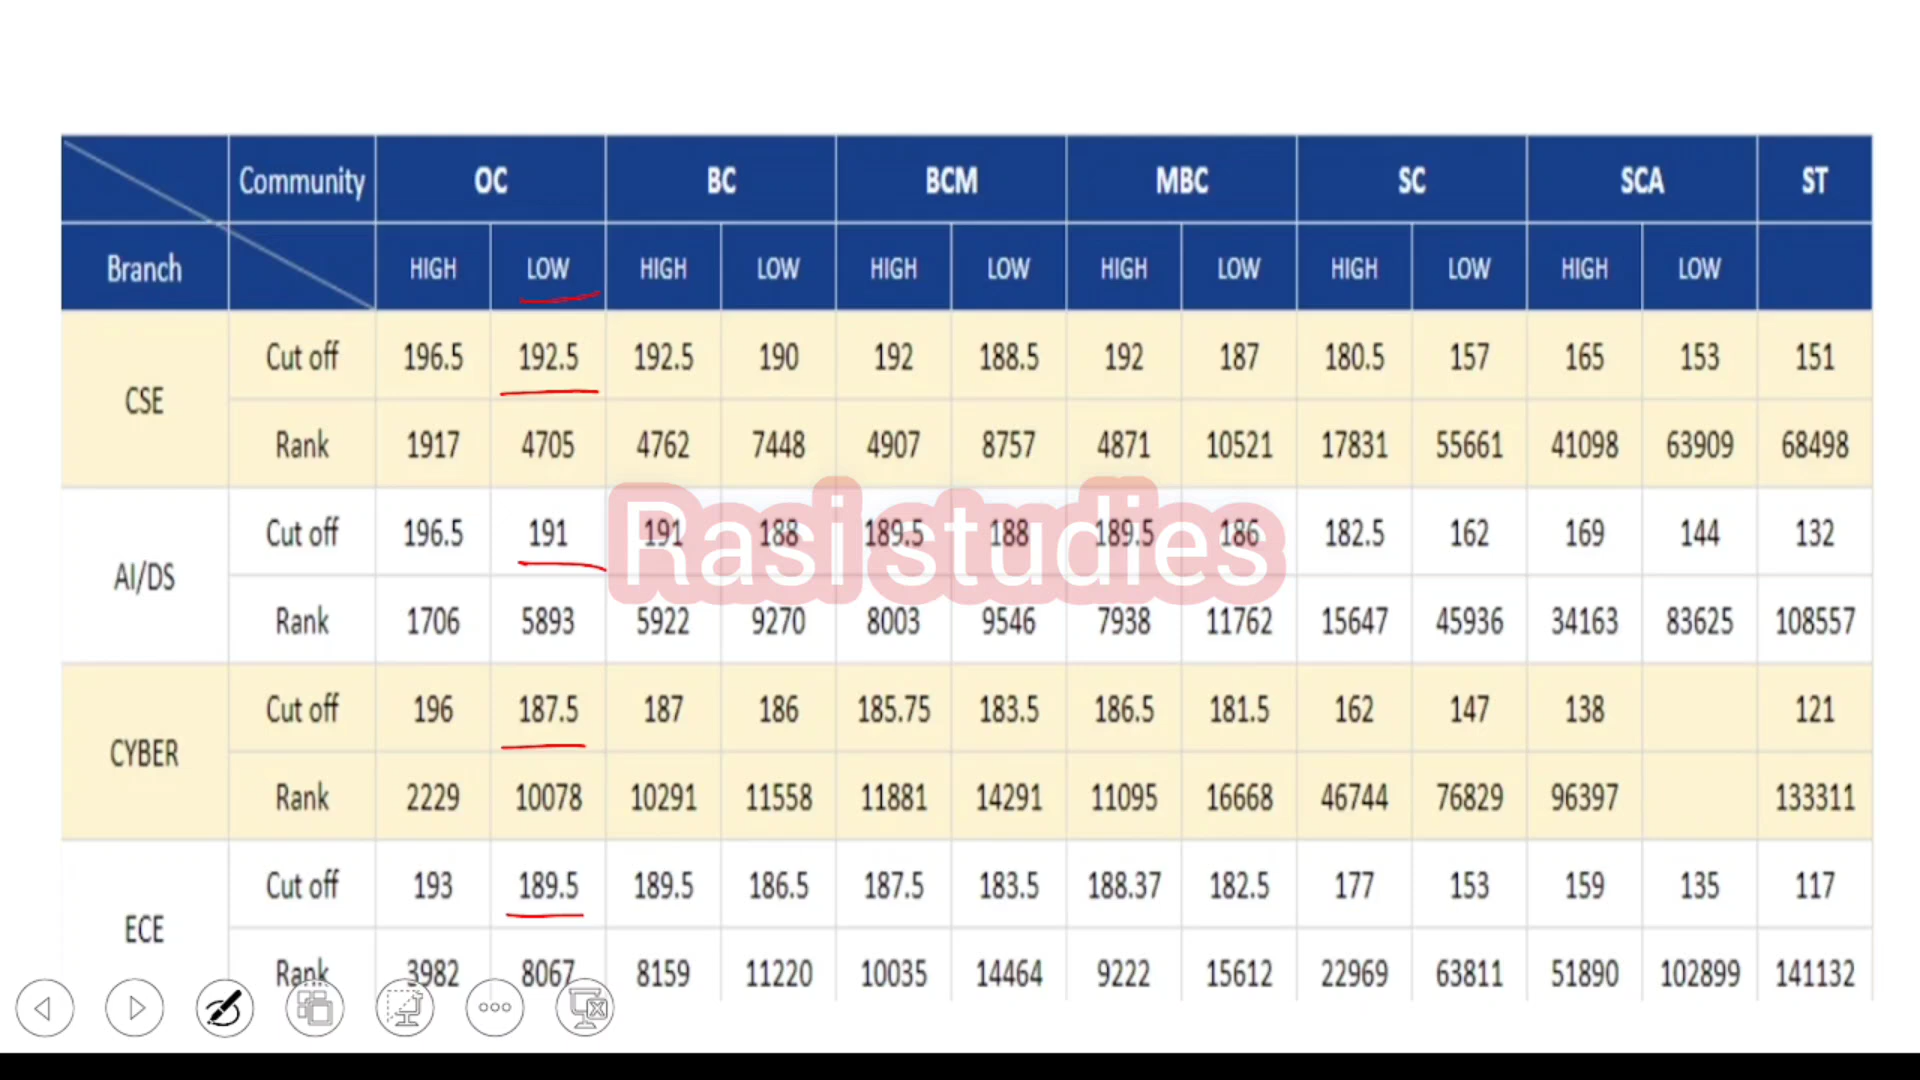 Community OC BC BCM MBC SC SCA ST
Branch HIGH LOW HIGH LOW HIGH LOW HIGH LOW HIGH LOW HIGH LOW
CSE
Cut off 196.5 192.5 192.5 190 192 188.5 192 187 180.5 157 165 153 151
Rank 1917 4705 4762 7448 4907 8757 4871 10521 17831 55661 41098 63909 68498
AI/DS
Cut off 196.5 191 191 188 189.5 188 189.5 186 182.5 162 169 144 132
Rasi studies
Rank 1706 5893 5922 9270 8003 9546 7938 11762 15647 45936 34163 83625 108557
CYBER
Cut off 196 187.5 187 186 185.75 183.5 186.5 181.5 162 147 138 121
Rank 2229 10078 10291 11558 11881 14291 11095 16668 46744 76829 96397 133311
ECE
Cut off 193 189.5 189.5 186.5 187.5 183.5 188.37 182.5 177 153 159 135 117
Rank 3982 8067 8159 11220 10035 14464 9222 15612 22969 63811 51890 102899 141132